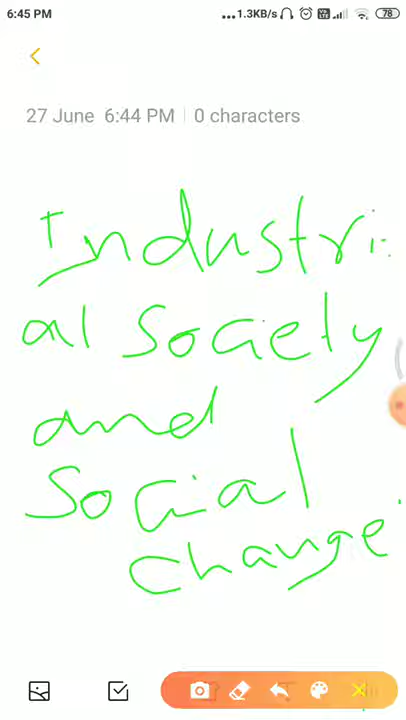 6:45 PM ...1.3KB/s 78
27 June 6:44 PM | 0 characters
Industri
al Society
and
Social
Change